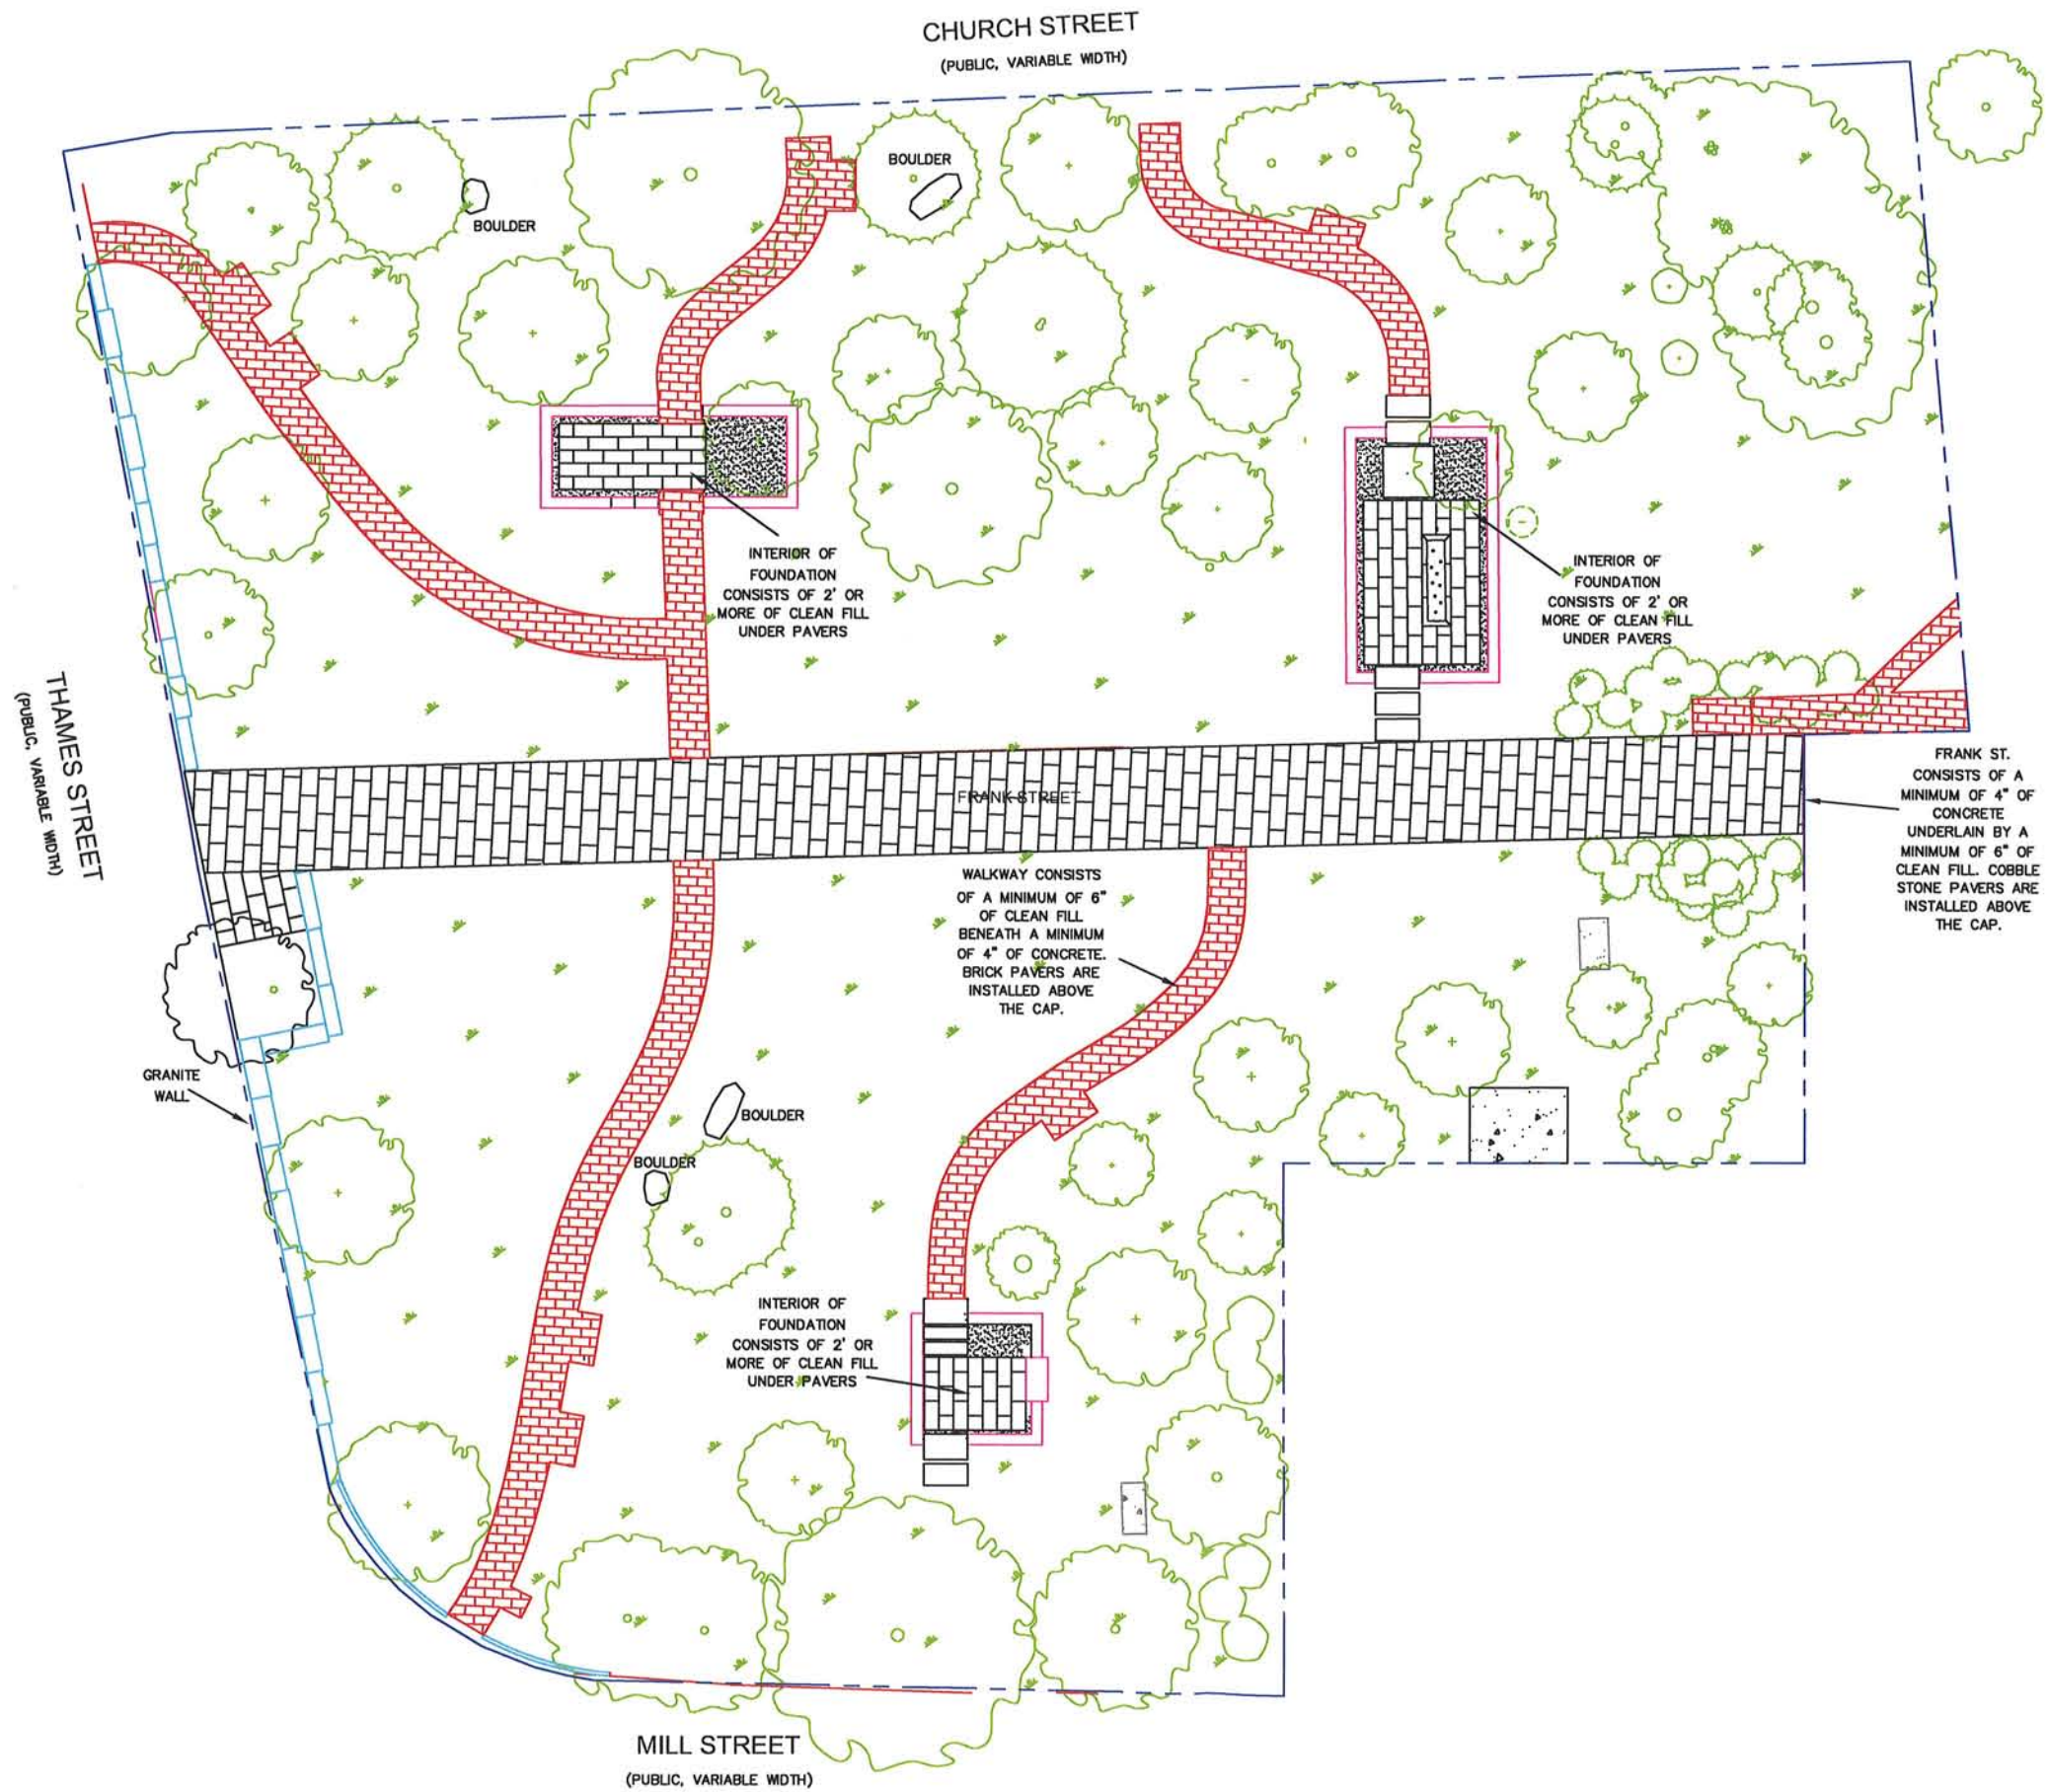 CHURCH STREET
(PUBLIC, VARIABLE WIDTH)
BOULDER
BOULDER
INTERIOR OF
FOUNDATION
CONSISTS OF 2' OR
MORE OF CLEAN FILL
UNDER PAVERS
INTERIOR OF
FOUNDATION
CONSISTS OF 2' OR
MORE OF CLEAN FILL
UNDER PAVERS
THAMES STREET
(PUBLIC, VARIABLE WIDTH)
FRANK STREET
FRANK ST.
CONSISTS OF A
MINIMUM OF 4" OF
CONCRETE
UNDERLAIN BY A
MINIMUM OF 6" OF
CLEAN FILL. COBBLE
STONE PAVERS ARE
INSTALLED ABOVE
THE CAP.
WALKWAY CONSISTS
OF A MINIMUM OF 6"
OF CLEAN FILL
BENEATH A MINIMUM
OF 4" OF CONCRETE.
BRICK PAVERS ARE
INSTALLED ABOVE
THE CAP.
GRANITE
WALL
BOULDER
BOULDER
INTERIOR OF
FOUNDATION
CONSISTS OF 2' OR
MORE OF CLEAN FILL
UNDER PAVERS
MILL STREET
(PUBLIC, VARIABLE WIDTH)